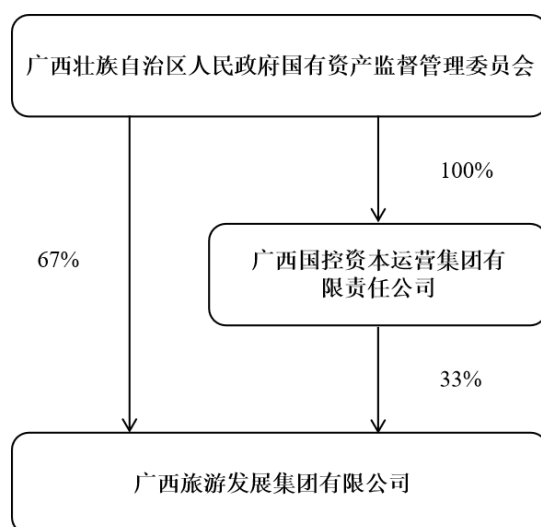 广西壮族自治区人民政府国有资产监督管理委员会
100%
67%
广西国控资本运营集团有
限责任公司
33%
广西旅游发展集团有限公司